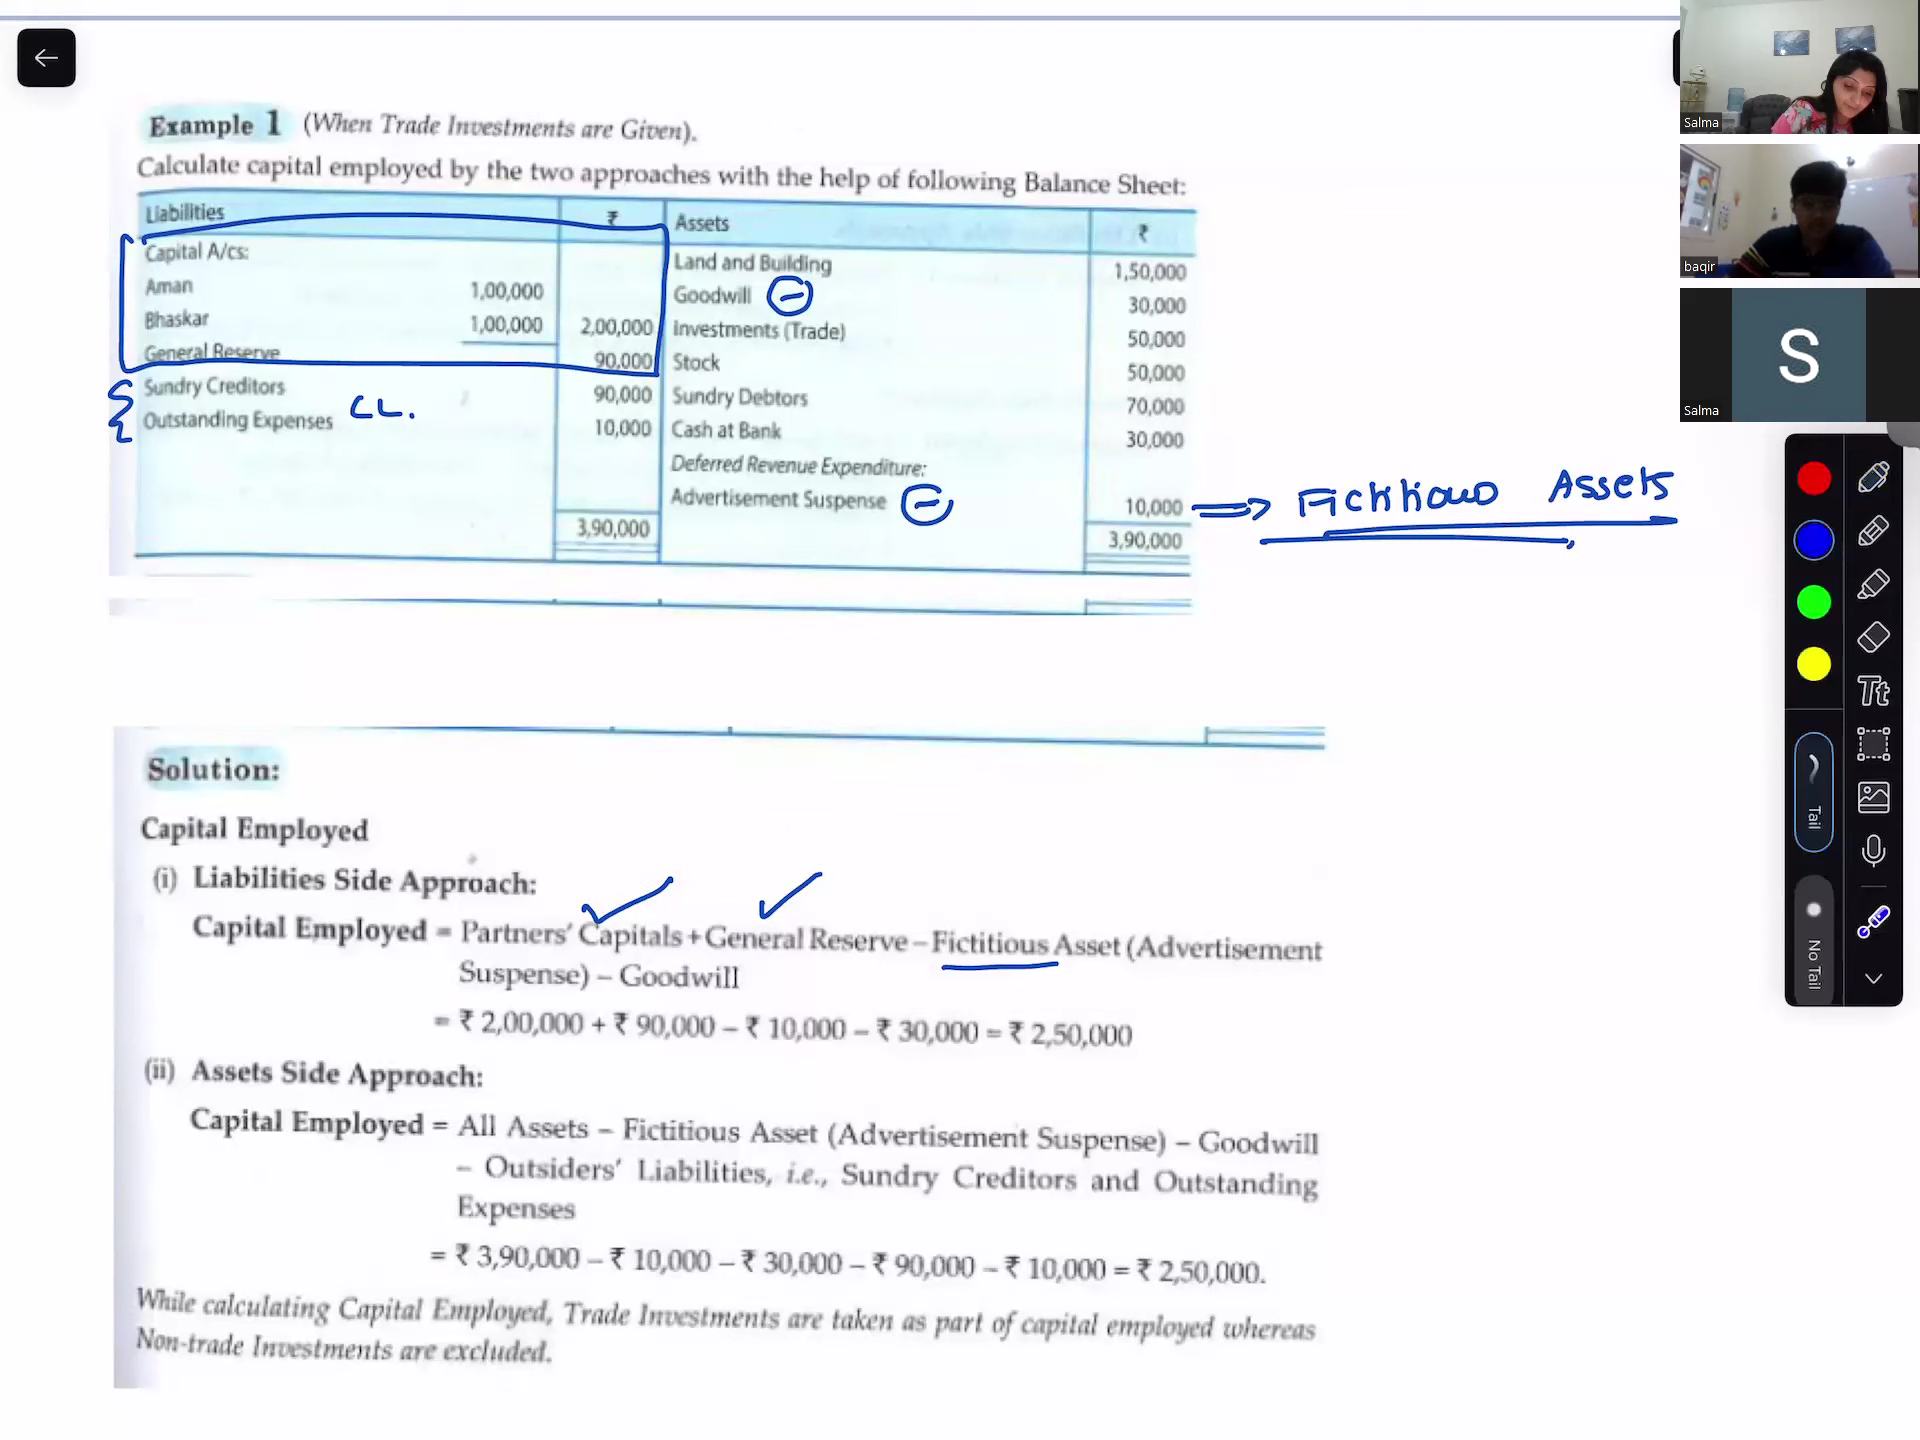 Example 1 (When Trade Investments are Given).
Calculate capital employed by the two approaches with the help of following Balance Sheet:
Liabilities ₹ Assets ₹
Capital A/cs: Land and Building 1,50,000
Aman 1,00,000 Goodwill 30,000
Bhaskar 1,00,000 2,00,000 Investments (Trade) 50,000
General Reserve 90,000 Stock 50,000
Sundry Creditors 90,000 Sundry Debtors 70,000
Outstanding Expenses CL. 10,000 Cash at Bank 30,000
Deferred Revenue Expenditure:
Advertisement Suspense 10,000 => Fictitious Assets
3,90,000 3,90,000
Solution:
Capital Employed
(i) Liabilities Side Approach:
Capital Employed = Partners' Capitals + General Reserve – Fictitious Asset (Advertisement
Suspense) – Goodwill
= ₹ 2,00,000 + ₹ 90,000 – ₹ 10,000 – ₹ 30,000 = ₹ 2,50,000
(ii) Assets Side Approach:
Capital Employed = All Assets – Fictitious Asset (Advertisement Suspense) – Goodwill
– Outsiders' Liabilities, i.e., Sundry Creditors and Outstanding
Expenses
= ₹ 3,90,000 – ₹ 10,000 – ₹ 30,000 – ₹ 90,000 – ₹ 10,000 = ₹ 2,50,000.
While calculating Capital Employed, Trade Investments are taken as part of capital employed whereas
Non-trade Investments are excluded.
Salma
baqir
S
Salma
Tt
Tail
No Tail